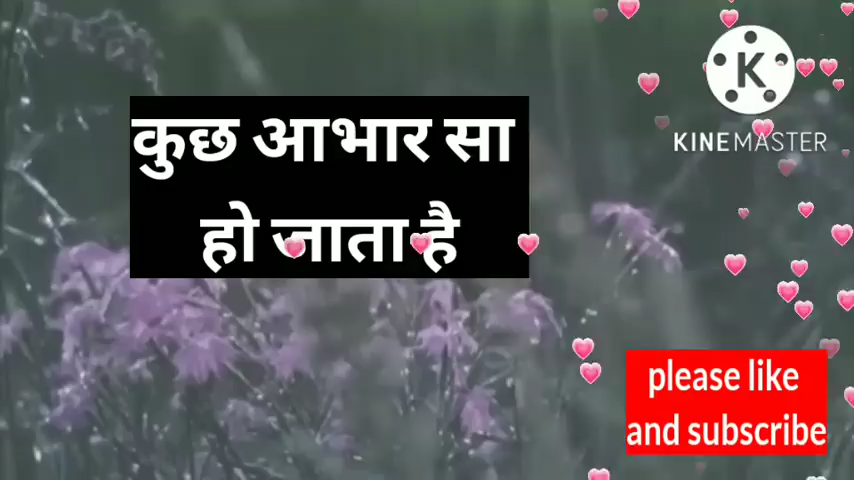 कुछ आभार सा
हो जाता है
KINEMASTER
please like
and subscribe